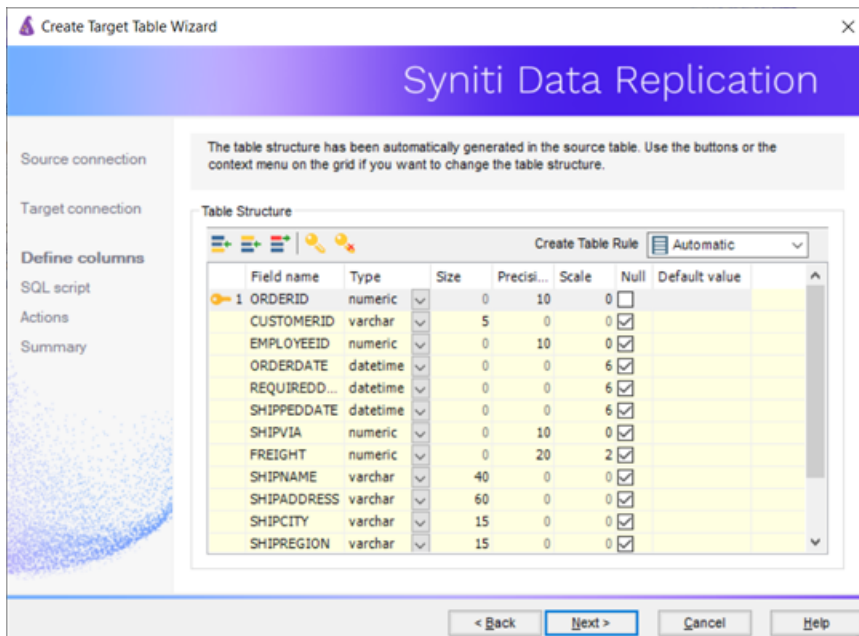 Create Target Table Wizard
Syniti Data Replication
Source connection
Target connection
Define columns
SQL script
Actions
Summary
The table structure has been automatically generated in the source table. Use the buttons or the
context menu on the grid if you want to change the table structure.
Table Structure
Create Table Rule Automatic
Field name Type Size Precisi... Scale Null Default value
1 ORDERID numeric 0 10 0
CUSTOMERID varchar 5 0 0
EMPLOYEEID numeric 0 10 0
ORDERDATE datetime 0 0 6
REQUIREDD... datetime 0 0 6
SHIPPEDDATE datetime 0 0 6
SHIPVIA numeric 0 10 0
FREIGHT numeric 0 20 2
SHIPNAME varchar 40 0 0
SHIPADDRESS varchar 60 0 0
SHIPCITY varchar 15 0 0
SHIPREGION varchar 15 0 0
< Back Next > Cancel Help